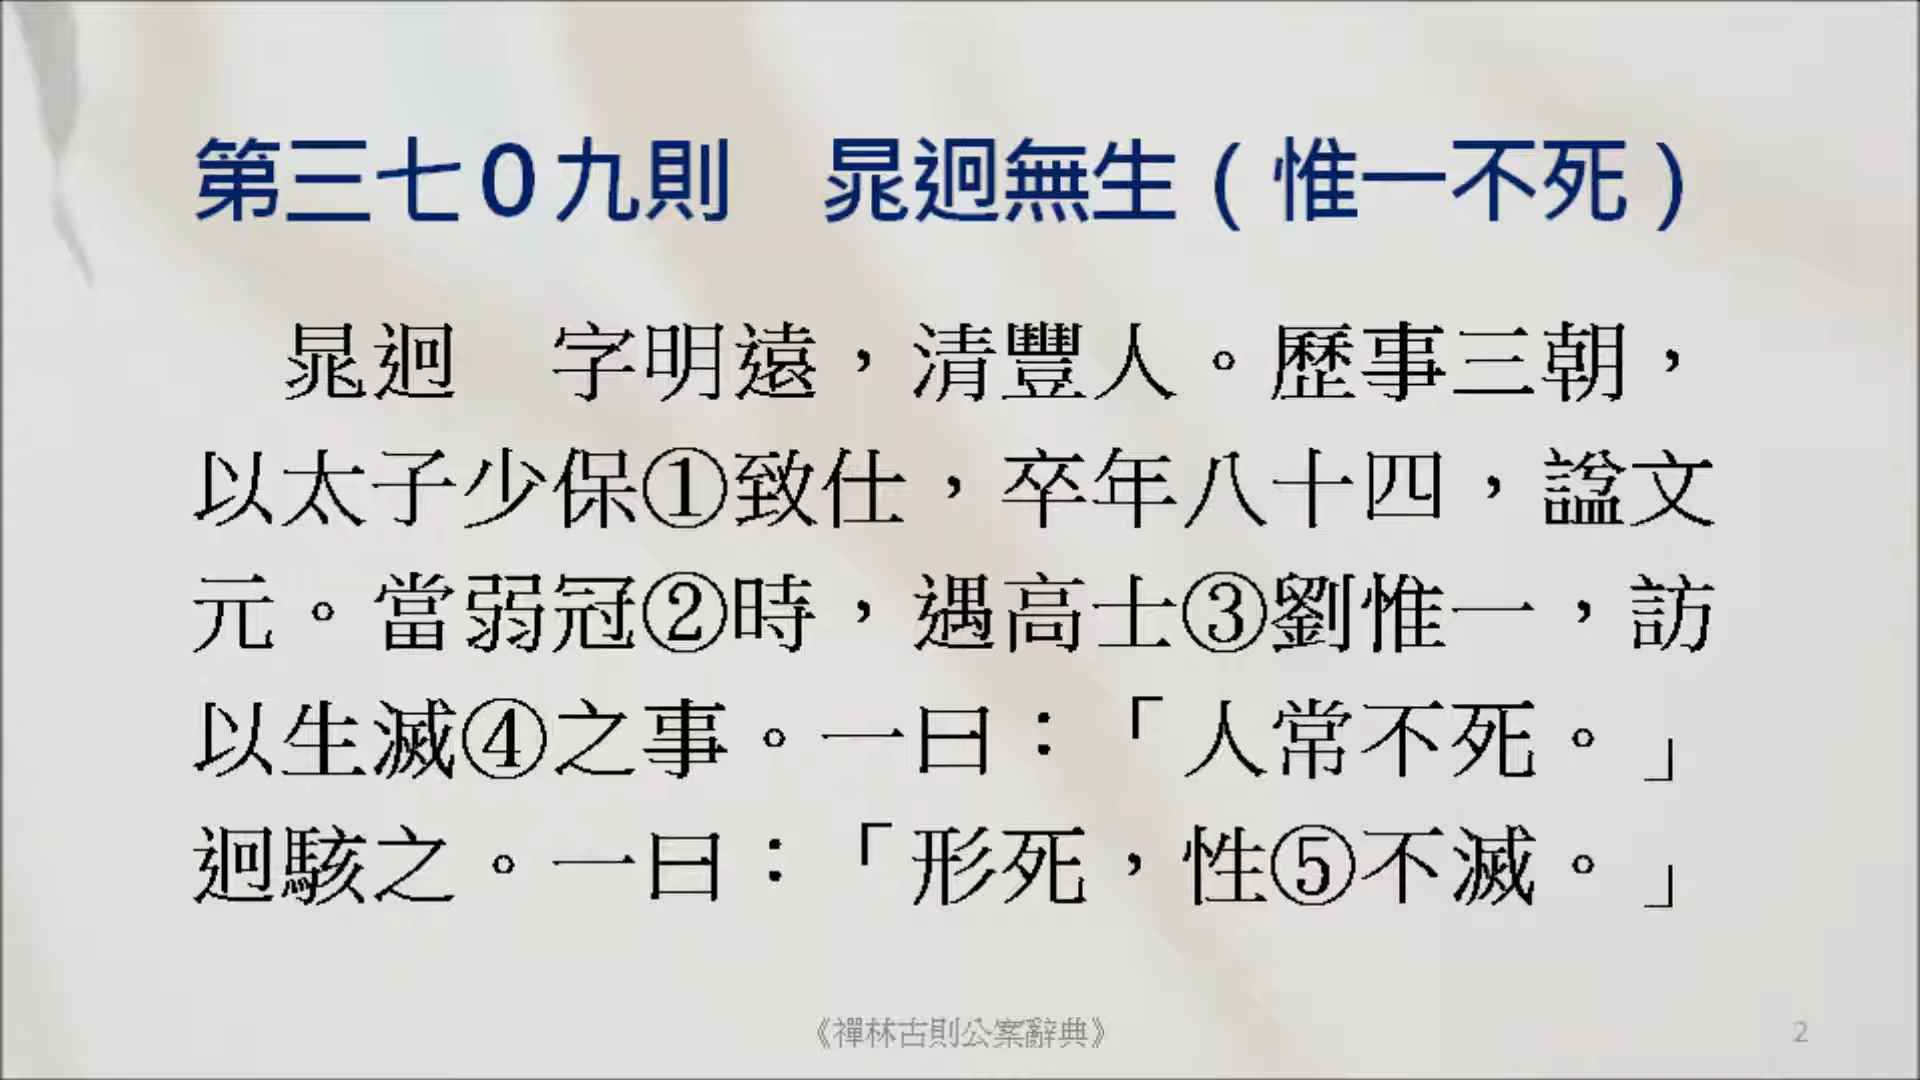 第三七0九則　晁迥無生（惟一不死）
晁迥　字明遠，清豐人。歷事三朝，
以太子少保①致仕，卒年八十四，諡文
元。當弱冠②時，遇高士③劉惟一，訪
以生滅④之事。一曰：「人常不死。」
迥駭之。一曰：「形死，性⑤不滅。」
《禪林古則公案辭典》
2